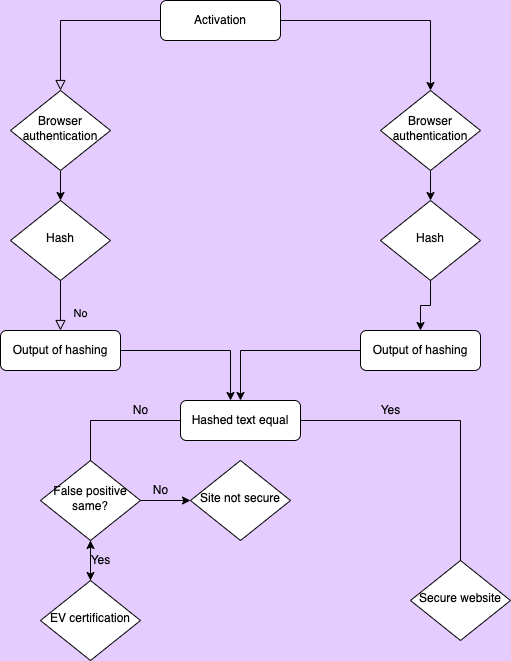 Activation
Browser
authentication
Browser
authentication
Hash
Hash
No
Output of hashing
Output of hashing
No
Hashed text equal
Yes
False positive
same?
No
Site not secure
Yes
EV certification
Secure website